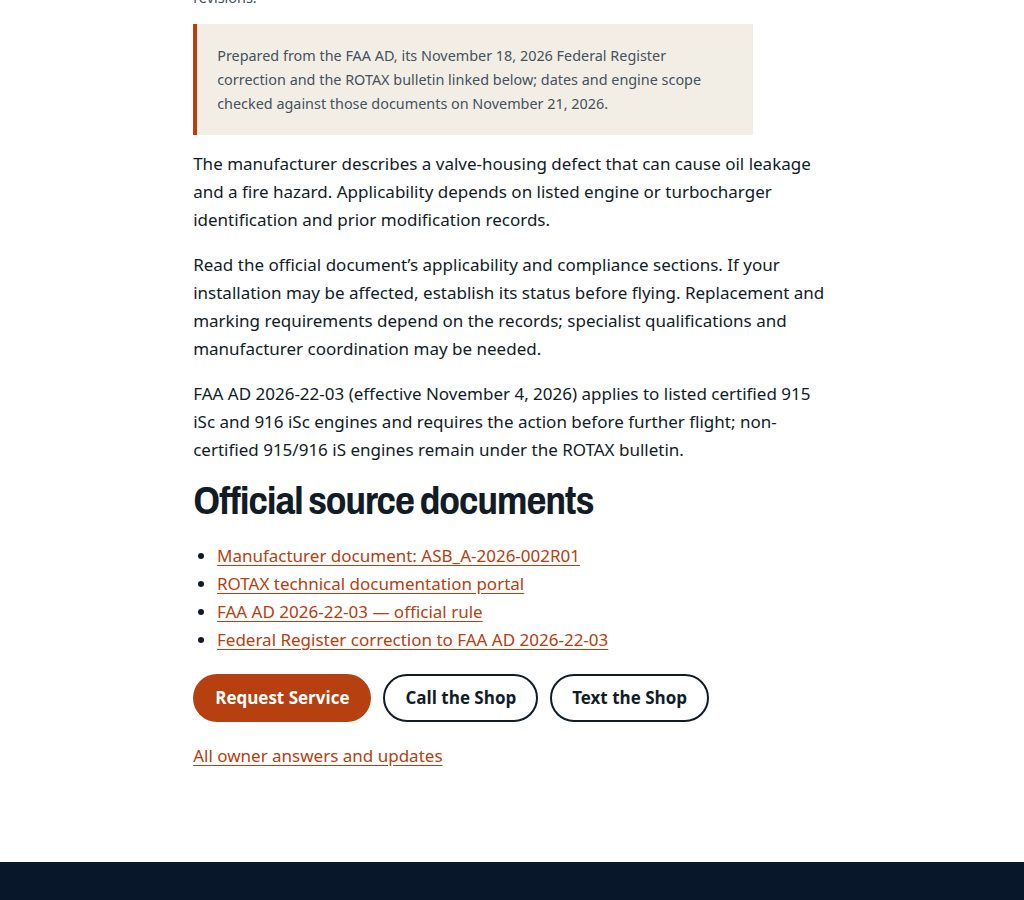 revisions.
Prepared from the FAA AD, its November 18, 2026 Federal Register
correction and the ROTAX bulletin linked below; dates and engine scope
checked against those documents on November 21, 2026.
The manufacturer describes a valve-housing defect that can cause oil leakage
and a fire hazard. Applicability depends on listed engine or turbocharger
identification and prior modification records.
Read the official document’s applicability and compliance sections. If your
installation may be affected, establish its status before flying. Replacement and
marking requirements depend on the records; specialist qualifications and
manufacturer coordination may be needed.
FAA AD 2026-22-03 (effective November 4, 2026) applies to listed certified 915
iSc and 916 iSc engines and requires the action before further flight; non-
certified 915/916 iS engines remain under the ROTAX bulletin.
Official source documents
Manufacturer document: ASB_A-2026-002R01
ROTAX technical documentation portal
FAA AD 2026-22-03 — official rule
Federal Register correction to FAA AD 2026-22-03
Request Service
Call the Shop
Text the Shop
All owner answers and updates